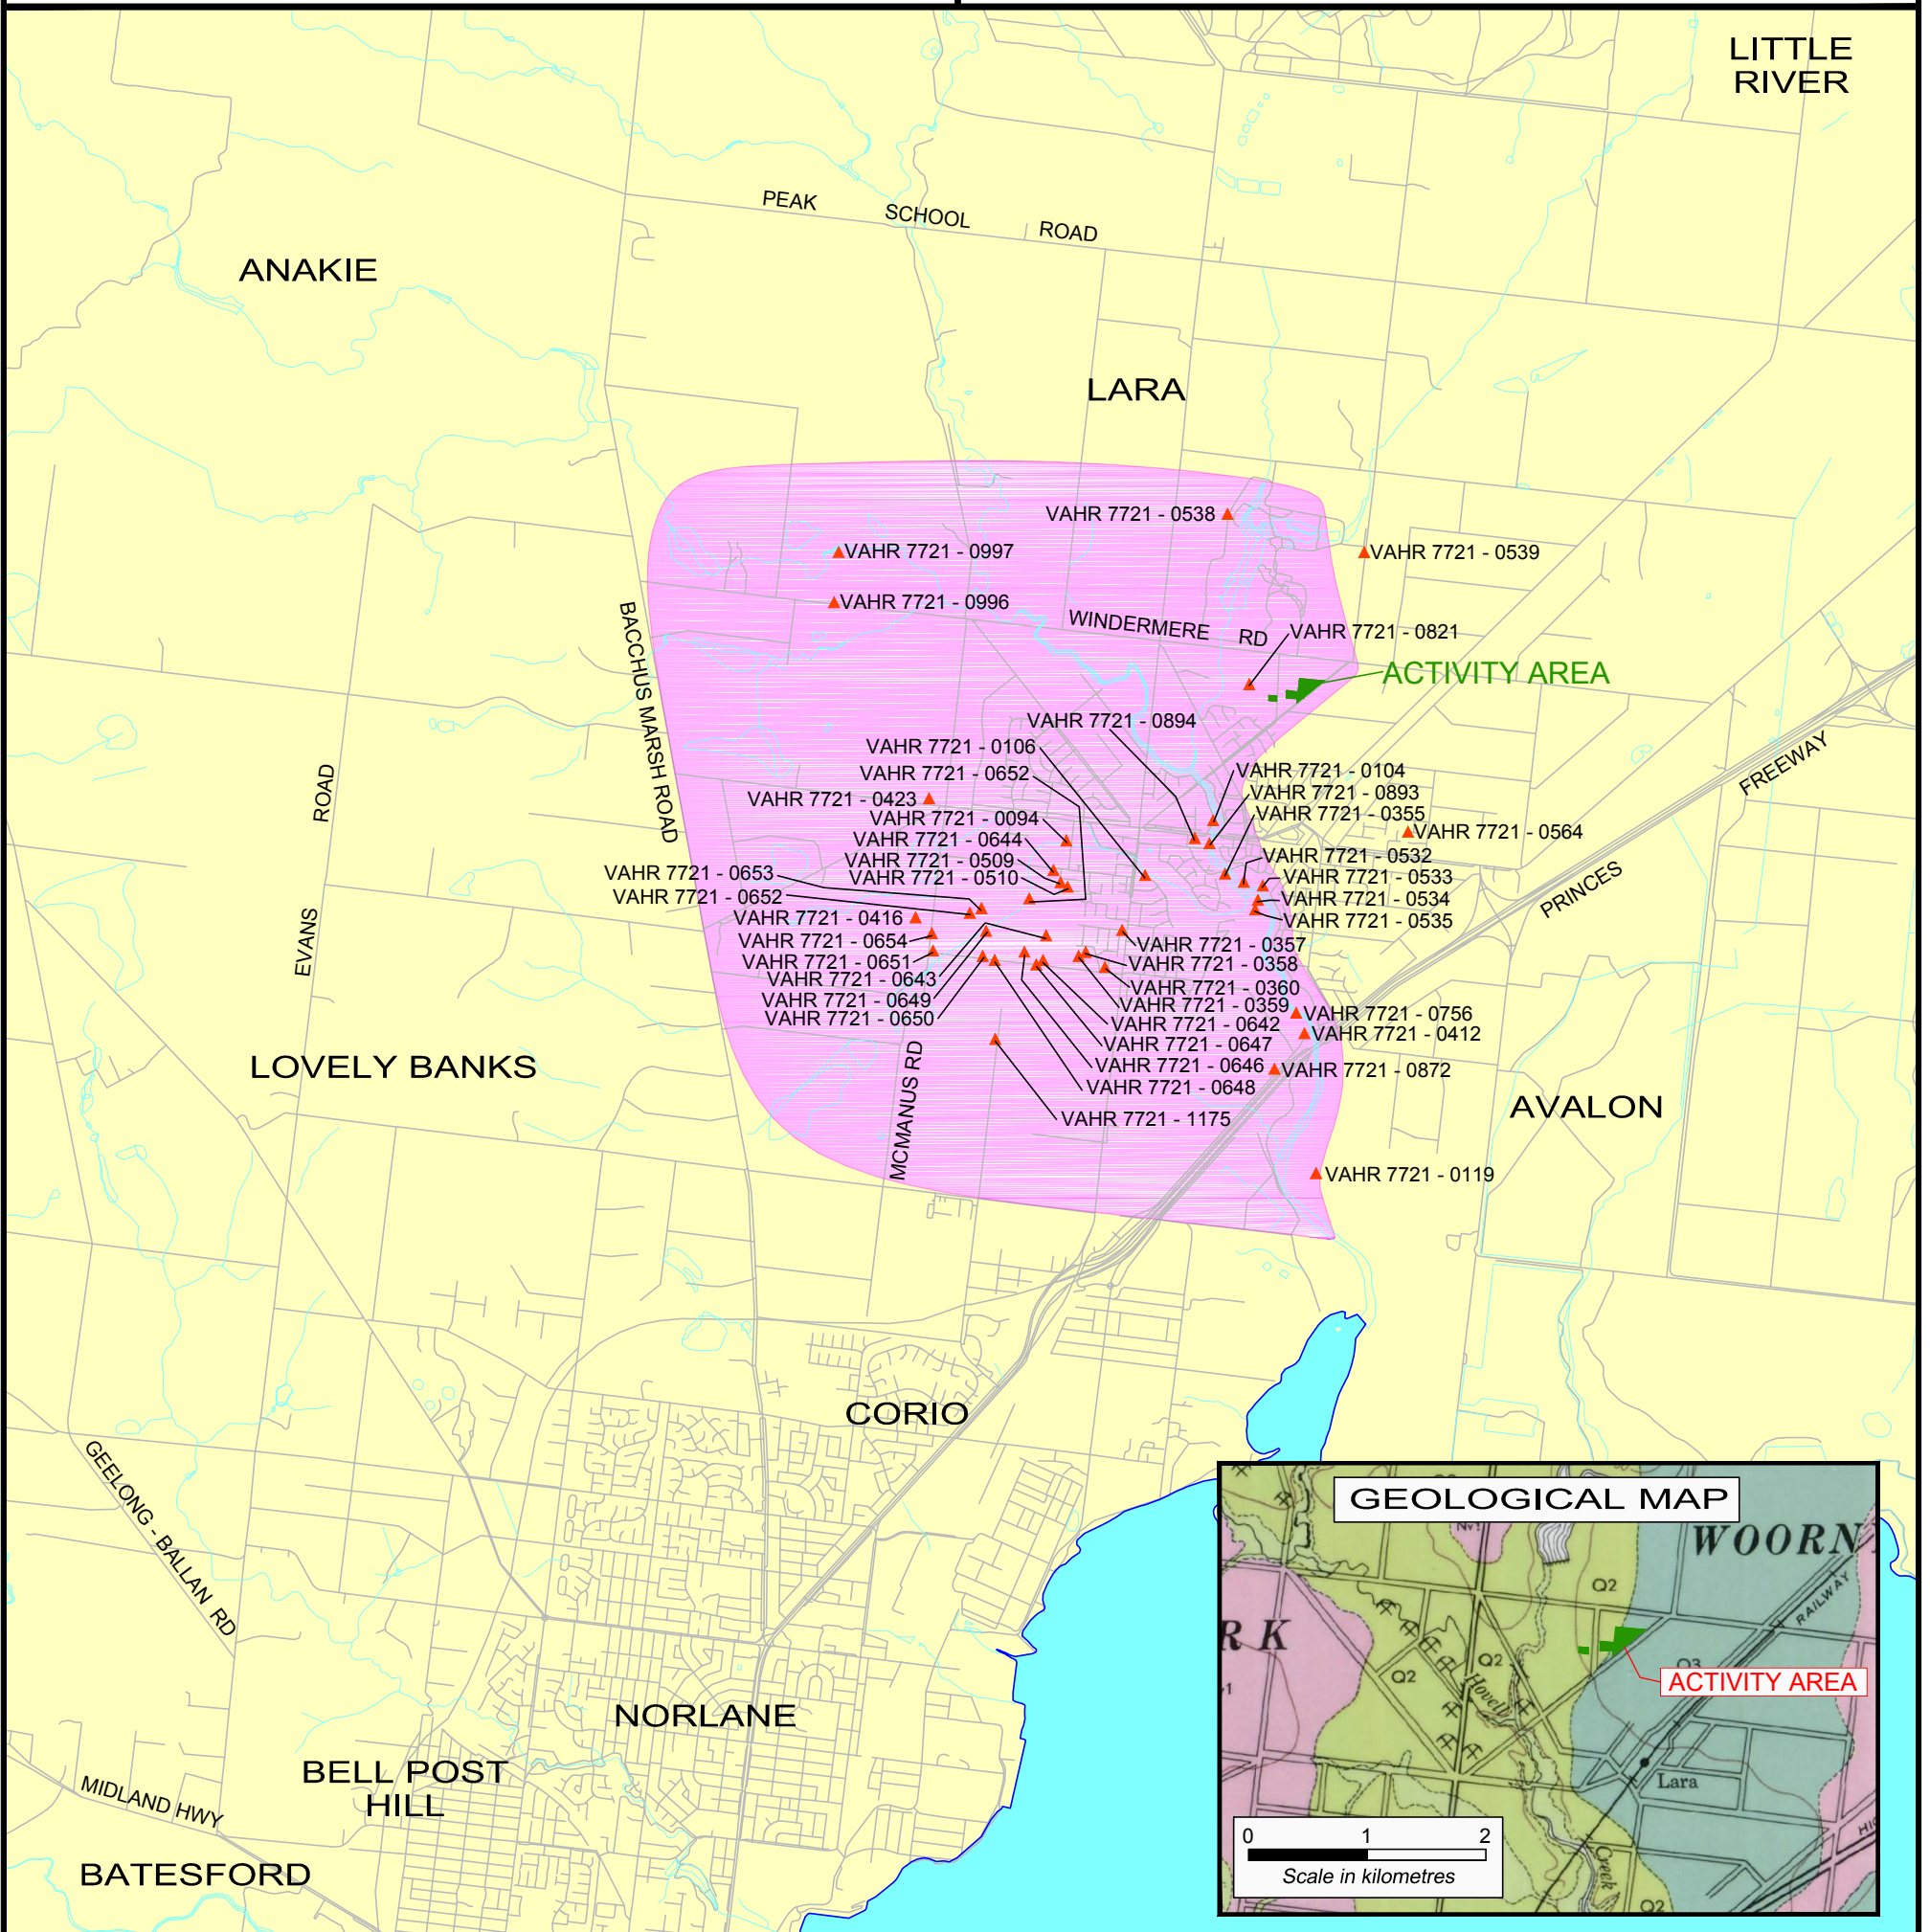 LITTLE
RIVER
PEAK SCHOOL ROAD
ANAKIE
LARA
VAHR 7721 - 0538
VAHR 7721 - 0997
VAHR 7721 - 0539
VAHR 7721 - 0996
WINDERMERE RD
VAHR 7721 - 0821
BACCHUS MARSH ROAD
ACTIVITY AREA
VAHR 7721 - 0894
VAHR 7721 - 0106
VAHR 7721 - 0652
VAHR 7721 - 0104
VAHR 7721 - 0893
VAHR 7721 - 0423
VAHR 7721 - 0355
VAHR 7721 - 0094
VAHR 7721 - 0564
VAHR 7721 - 0644
VAHR 7721 - 0509
VAHR 7721 - 0532
VAHR 7721 - 0653
VAHR 7721 - 0510
VAHR 7721 - 0533
VAHR 7721 - 0652
VAHR 7721 - 0534
VAHR 7721 - 0416
VAHR 7721 - 0535
VAHR 7721 - 0654
VAHR 7721 - 0357
VAHR 7721 - 0651
VAHR 7721 - 0358
VAHR 7721 - 0643
VAHR 7721 - 0360
VAHR 7721 - 0649
VAHR 7721 - 0359
VAHR 7721 - 0650
VAHR 7721 - 0756
VAHR 7721 - 0642
VAHR 7721 - 0412
VAHR 7721 - 0647
VAHR 7721 - 0646
VAHR 7721 - 0872
VAHR 7721 - 0648
VAHR 7721 - 1175
VAHR 7721 - 0119
EVANS ROAD
PRINCES FREEWAY
MCMANUS RD
LOVELY BANKS
AVALON
CORIO
GEELONG - BALLAN RD
NORLANE
BELL POST
HILL
MIDLAND HWY
BATESFORD
GEOLOGICAL MAP
WOORN
Nv1
Q2
RAILWAY
RK
Q2
Q2
Q3
Hovell
ACTIVITY AREA
Lara
Creek
Q2
0 1 2
Scale in kilometres